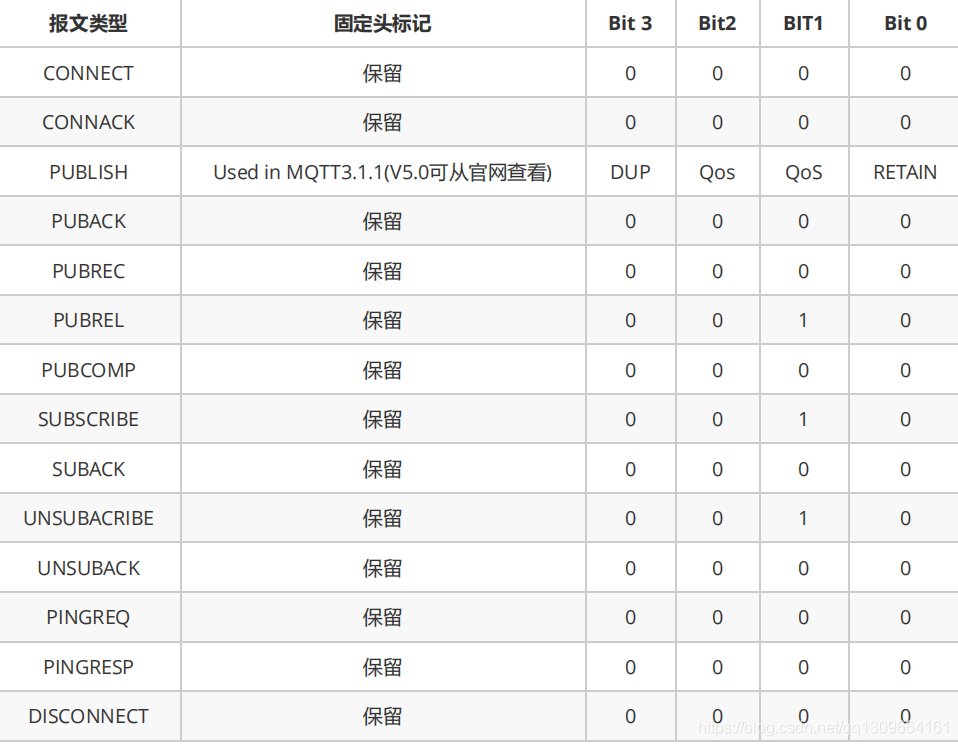 报文类型 固定头标记 Bit 3 Bit2 BIT1 Bit 0
CONNECT 保留 0 0 0 0
CONNACK 保留 0 0 0 0
PUBLISH Used in MQTT3.1.1(V5.0可从官网查看) DUP Qos QoS RETAIN
PUBACK 保留 0 0 0 0
PUBREC 保留 0 0 0 0
PUBREL 保留 0 0 1 0
PUBCOMP 保留 0 0 0 0
SUBSCRIBE 保留 0 0 1 0
SUBACK 保留 0 0 0 0
UNSUBACRIBE 保留 0 0 1 0
UNSUBACK 保留 0 0 0 0
PINGREQ 保留 0 0 0 0
PINGRESP 保留 0 0 0 0
DISCONNECT 保留 0 0 0 0
https://blog.csdn.net/qq1309664161